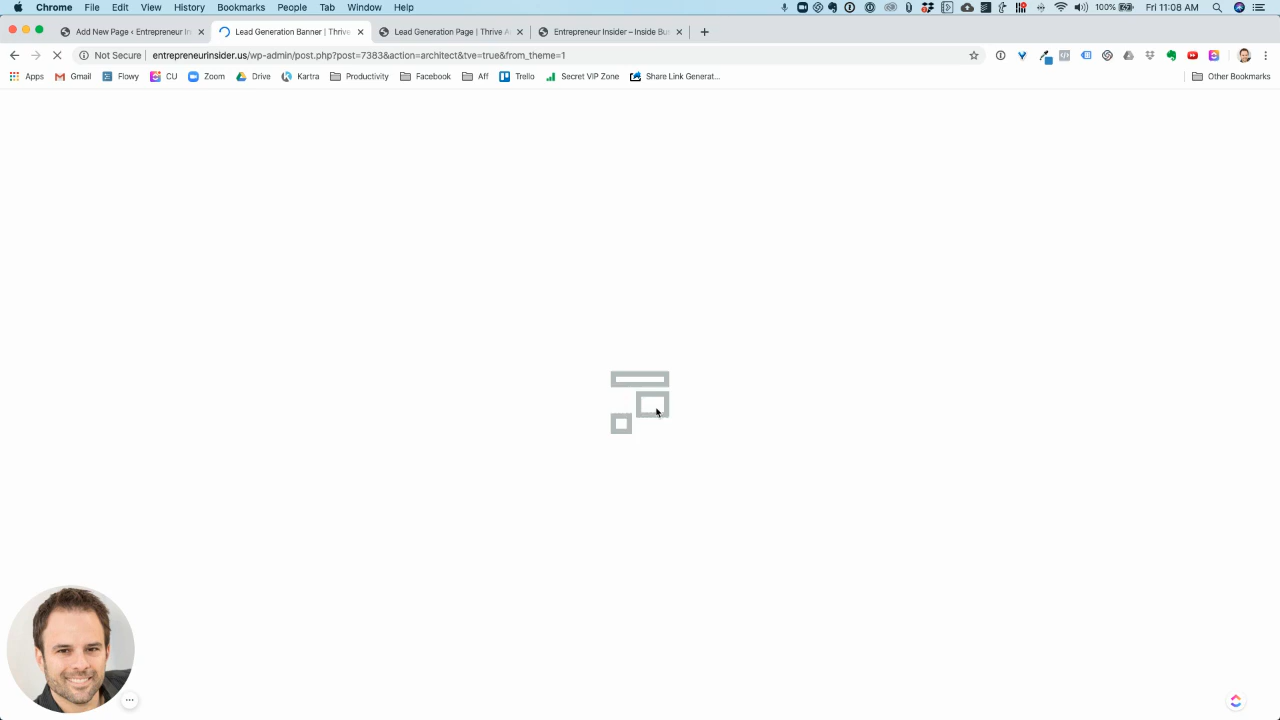 Chrome File Edit View History Bookmarks People Tab Window Help 100% Fri 11:08 AM
Add New Page ‹ Entrepreneur In Lead Generation Banner | Thrive Lead Generation Page | Thrive A Entrepreneur Insider – Inside Bu
Not Secure entrepreneurinsider.us/wp-admin/post.php?post=7383&action=architect&tve=true&from_theme=1
Apps Gmail Flowy CU Zoom Drive Kartra Productivity Facebook Aff Trello Secret VIP Zone Share Link Generat... Other Bookmarks